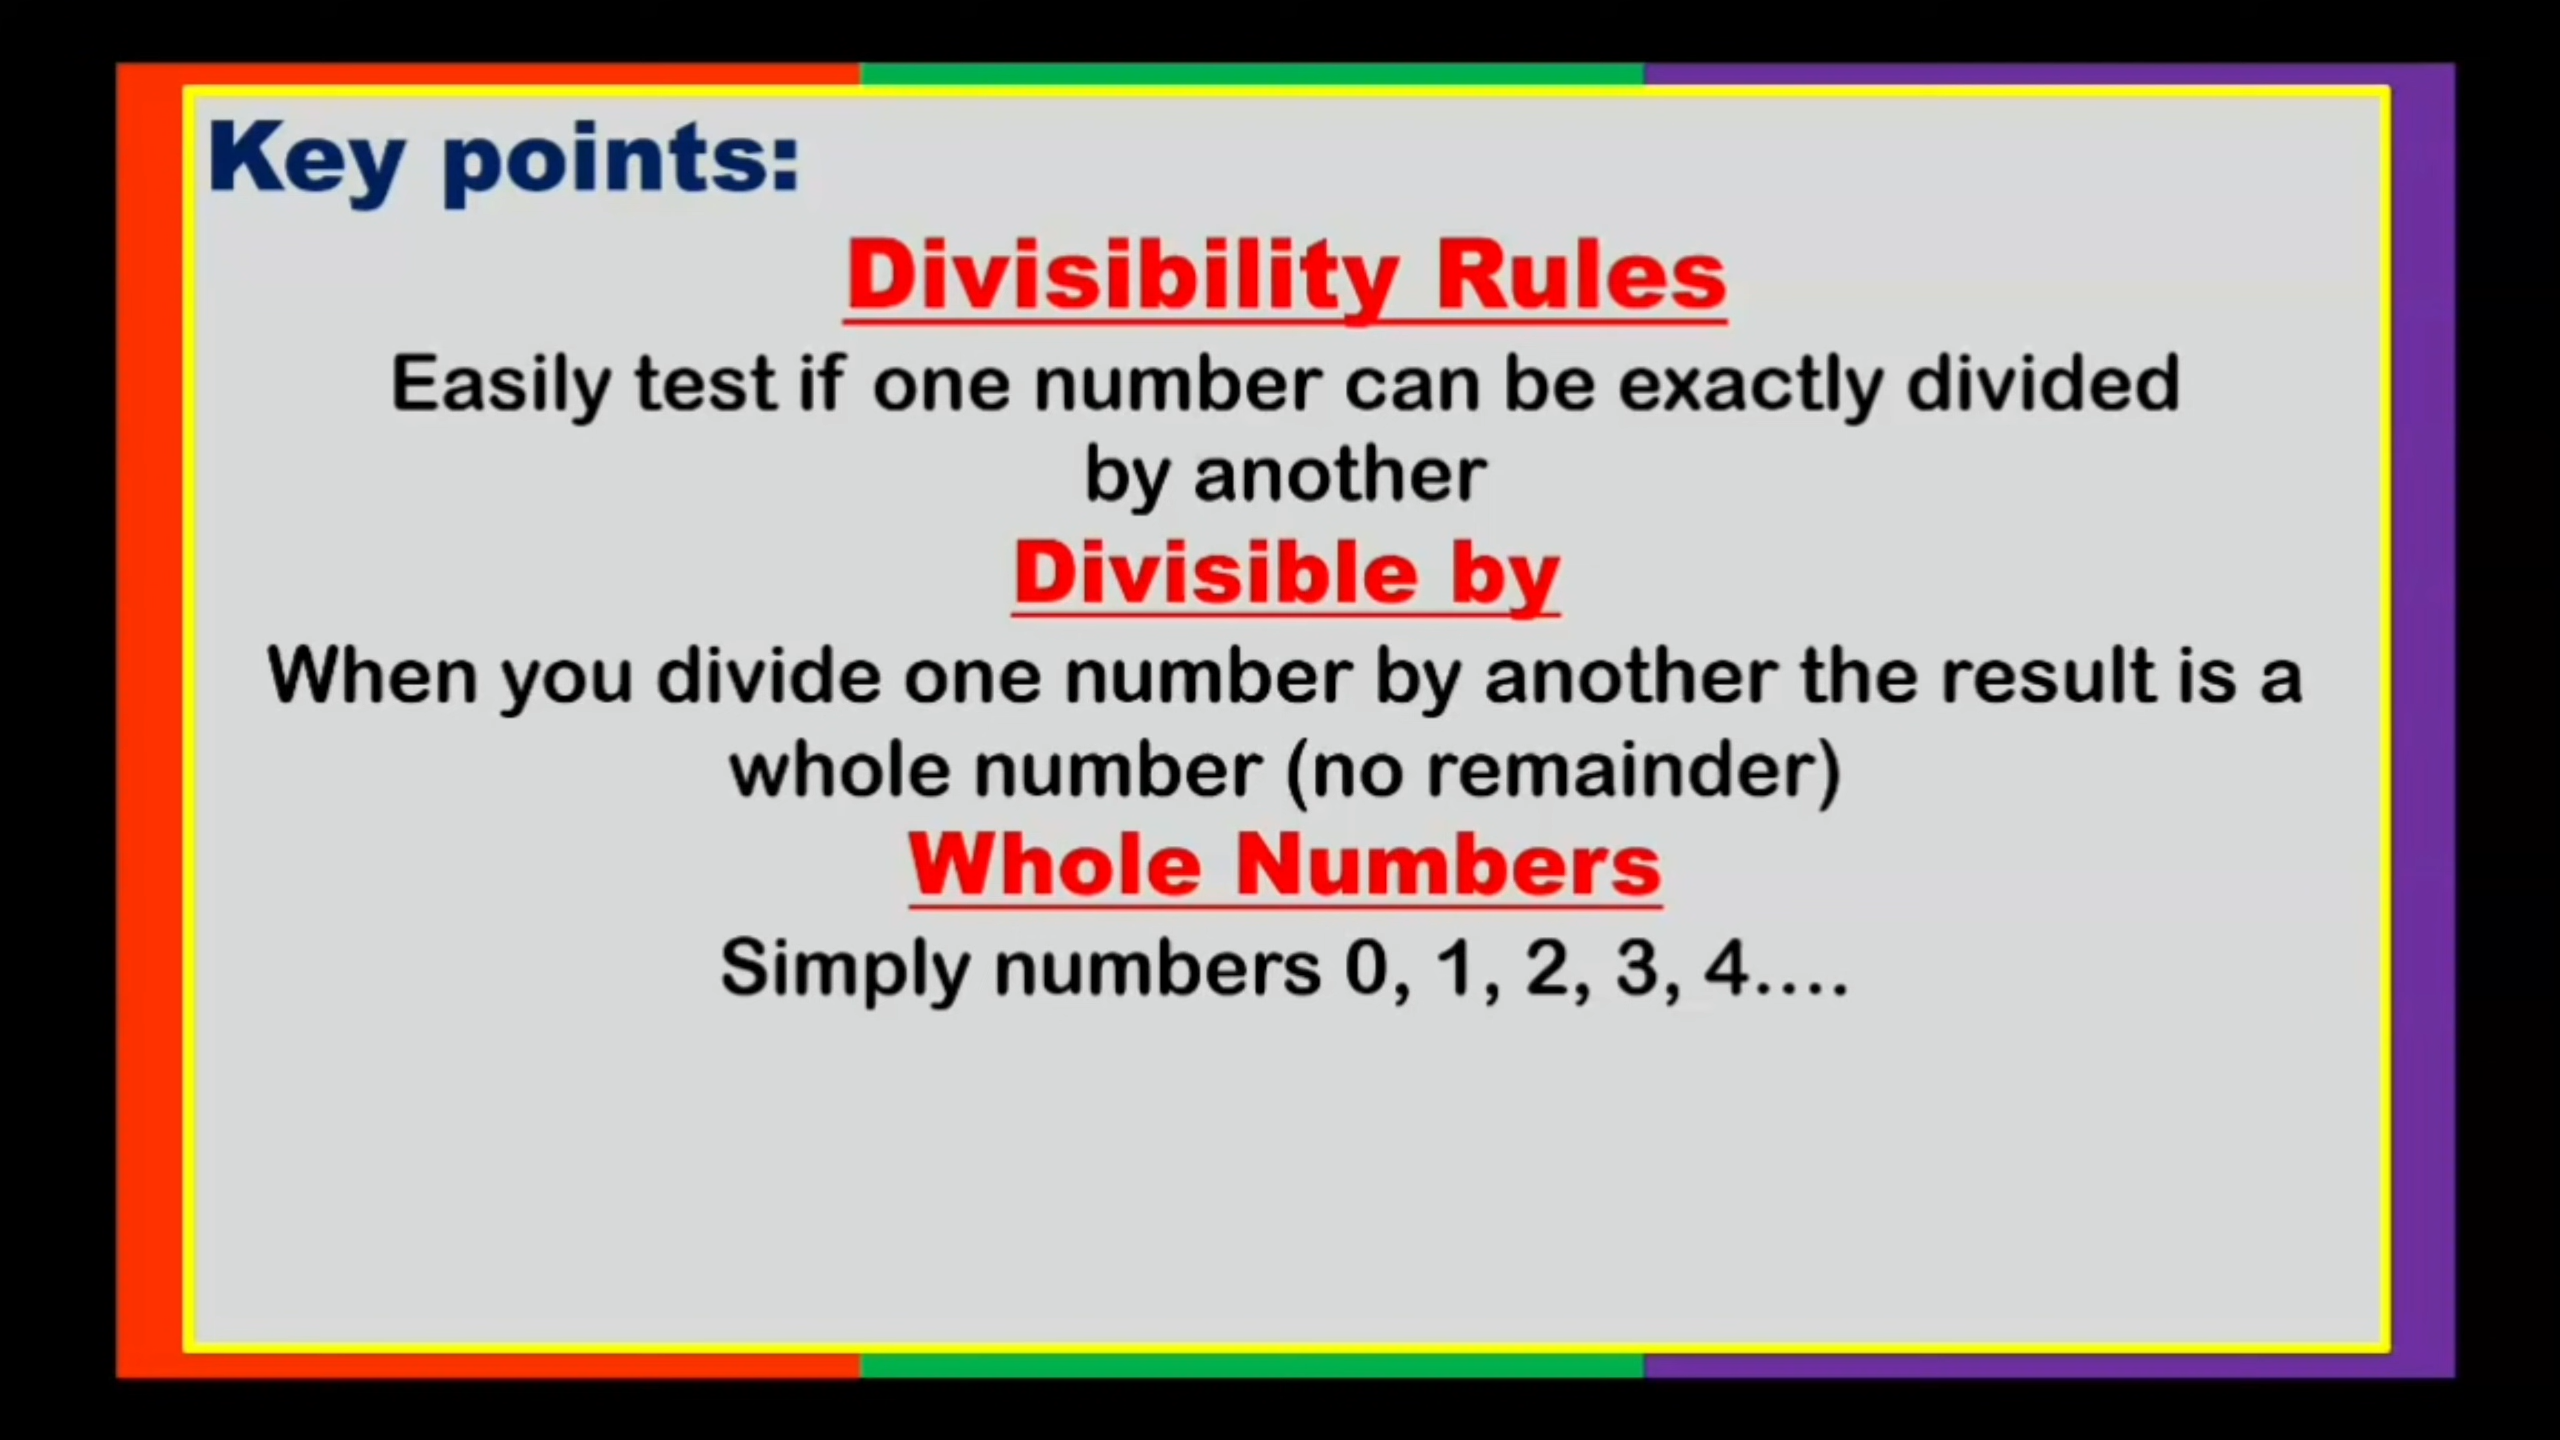 Key points:
Divisibility Rules
Easily test if one number can be exactly divided
by another
Divisible by
When you divide one number by another the result is a
whole number (no remainder)
Whole Numbers
Simply numbers 0, 1, 2, 3, 4....